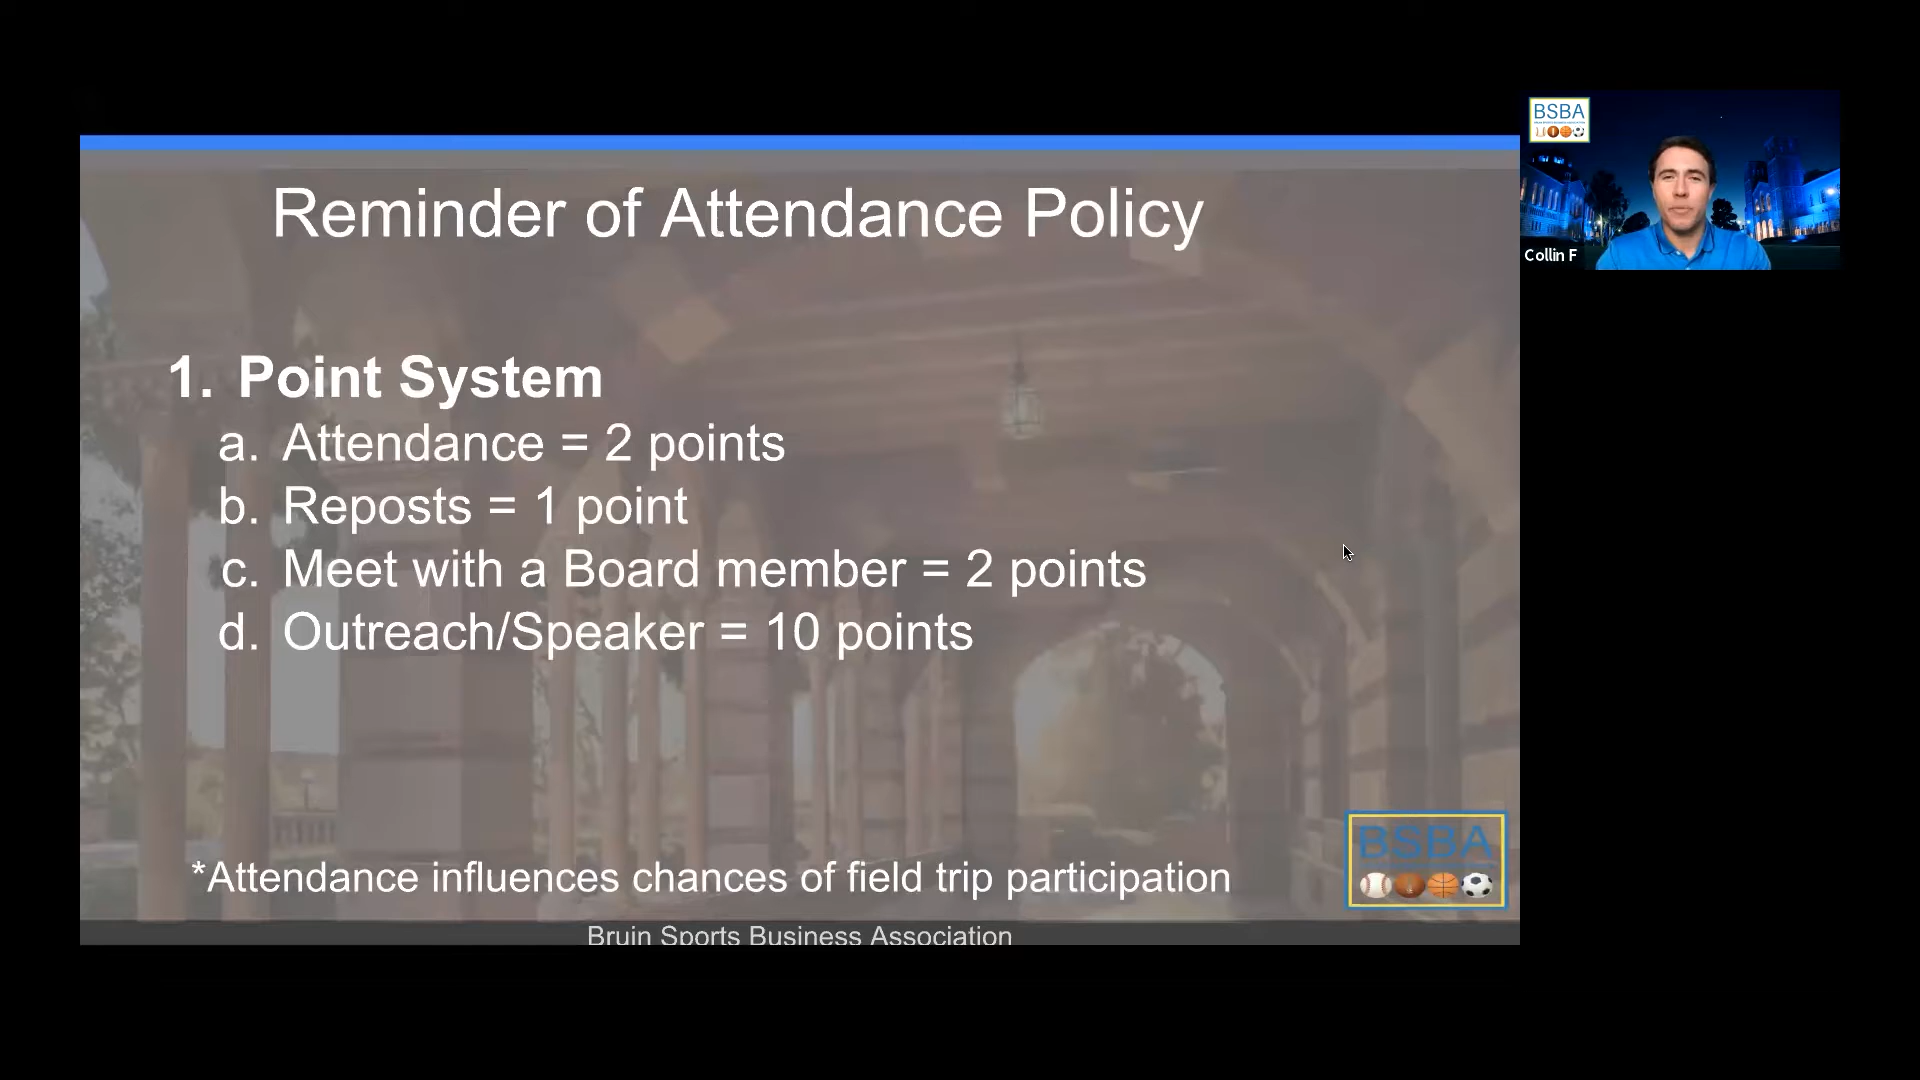 Reminder of Attendance Policy
1. Point System
a. Attendance = 2 points
b. Reposts = 1 point
c. Meet with a Board member = 2 points
d. Outreach/Speaker = 10 points
*Attendance influences chances of field trip participation
BSBA
Bruin Sports Business Association
BSBA
Collin F